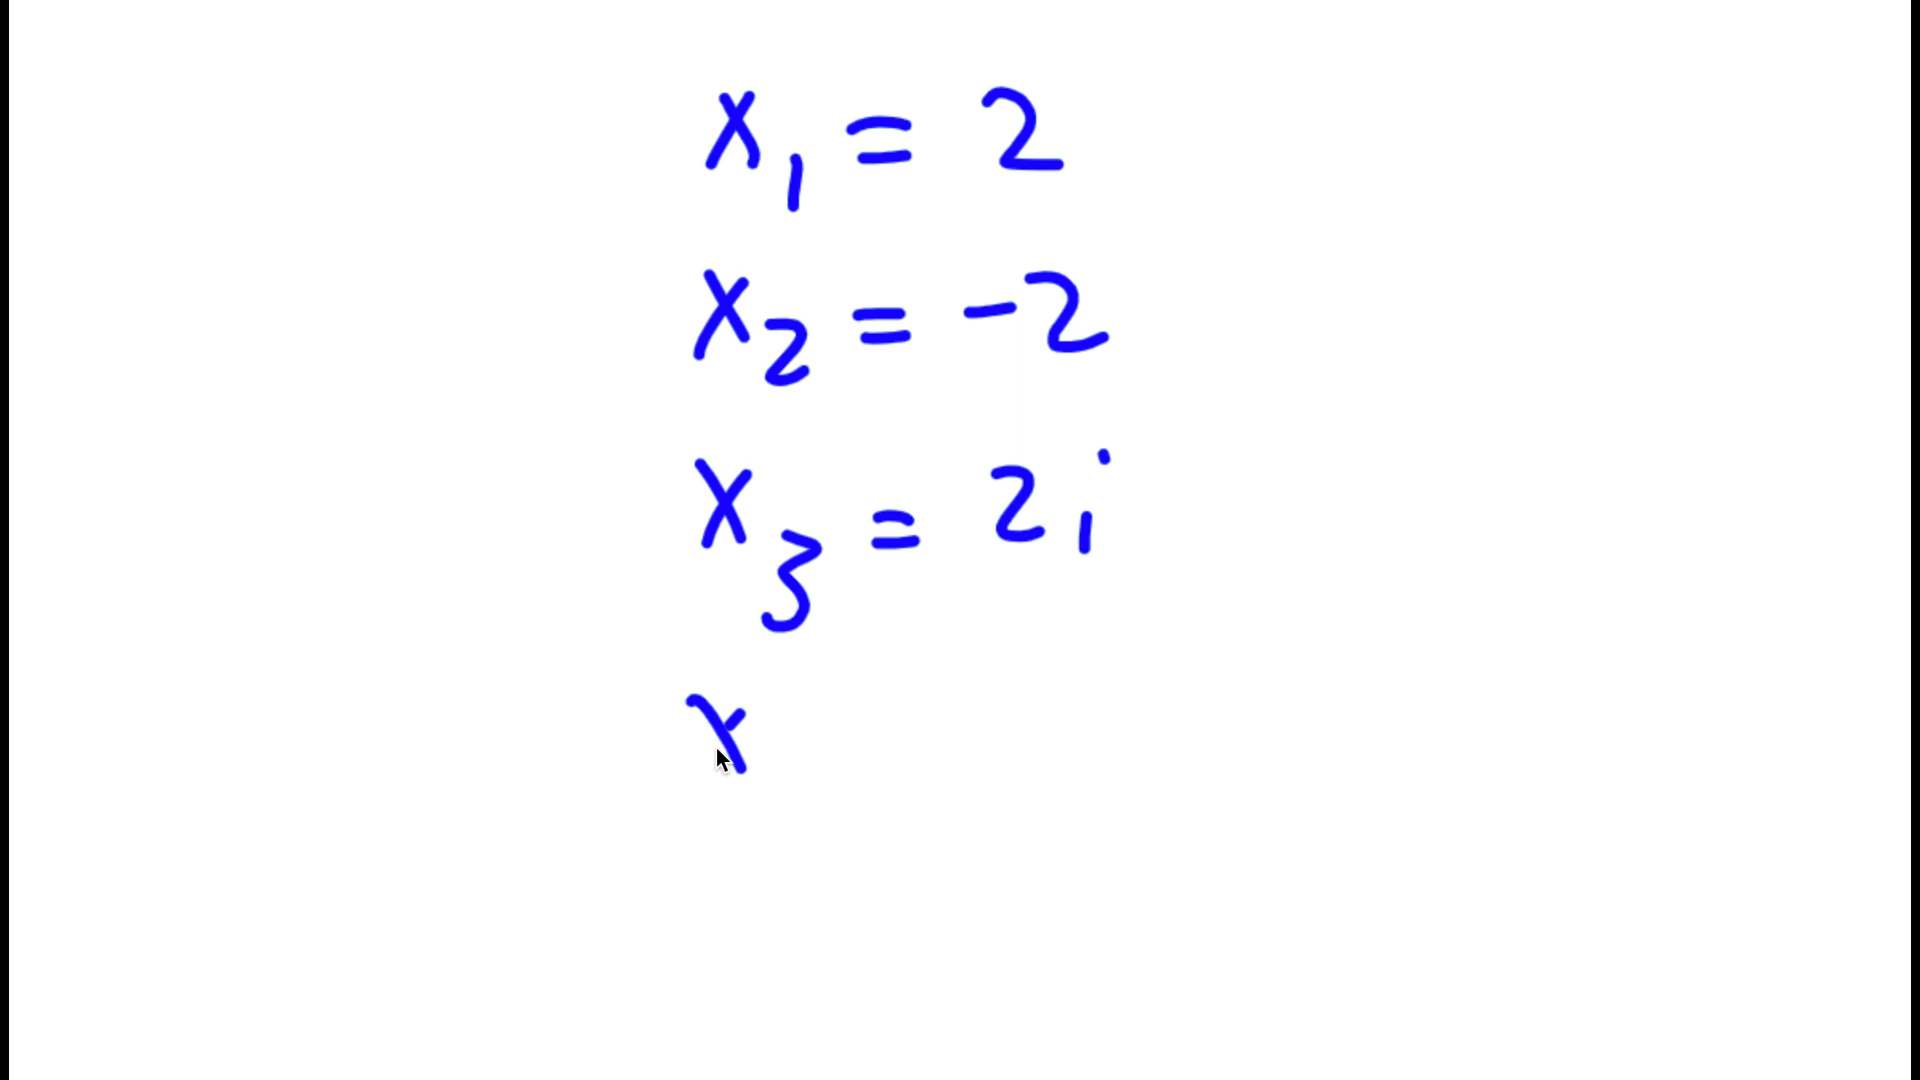 x₁ = 2
x₂ = -2
x₃ = 2i
x